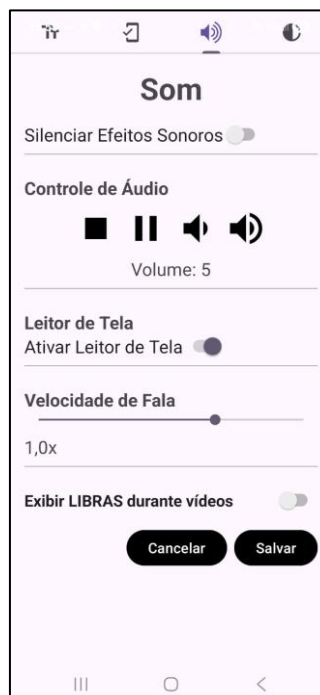 TT
Som
Silenciar Efeitos Sonoros
Controle de Áudio
Volume: 5
Leitor de Tela
Ativar Leitor de Tela
Velocidade de Fala
1,0x
Exibir LIBRAS durante vídeos
Cancelar
Salvar